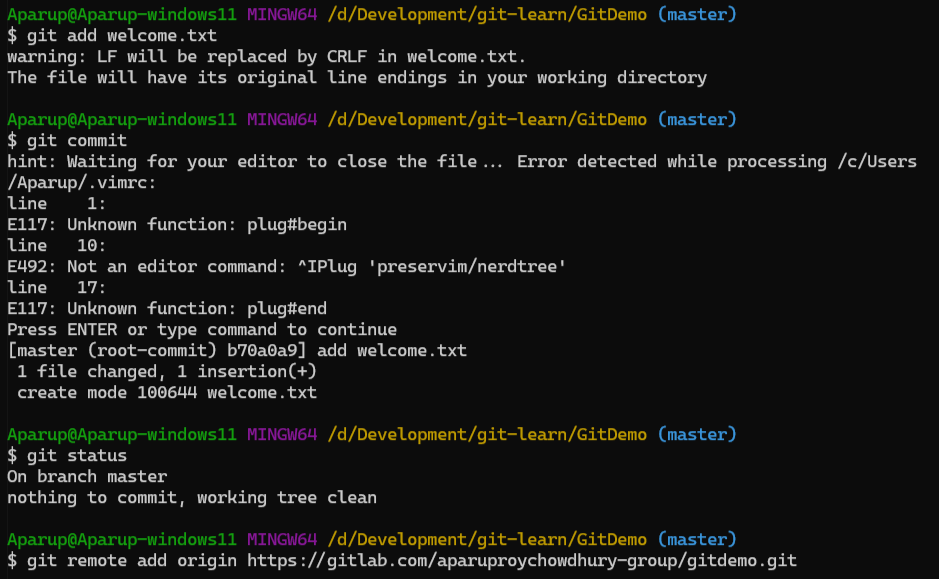 Aparup@Aparup-windows11 MINGW64 /d/Development/git-learn/GitDemo (master)
$ git add welcome.txt
warning: LF will be replaced by CRLF in welcome.txt.
The file will have its original line endings in your working directory
Aparup@Aparup-windows11 MINGW64 /d/Development/git-learn/GitDemo (master)
$ git commit
hint: Waiting for your editor to close the file... Error detected while processing /c/Users
/Aparup/.vimrc:
line    1:
E117: Unknown function: plug#begin
line   10:
E492: Not an editor command: ^IPlug 'preservim/nerdtree'
line   17:
E117: Unknown function: plug#end
Press ENTER or type command to continue
[master (root-commit) b70a0a9] add welcome.txt
 1 file changed, 1 insertion(+)
 create mode 100644 welcome.txt
Aparup@Aparup-windows11 MINGW64 /d/Development/git-learn/GitDemo (master)
$ git status
On branch master
nothing to commit, working tree clean
Aparup@Aparup-windows11 MINGW64 /d/Development/git-learn/GitDemo (master)
$ git remote add origin https://gitlab.com/aparuproychowdhury-group/gitdemo.git